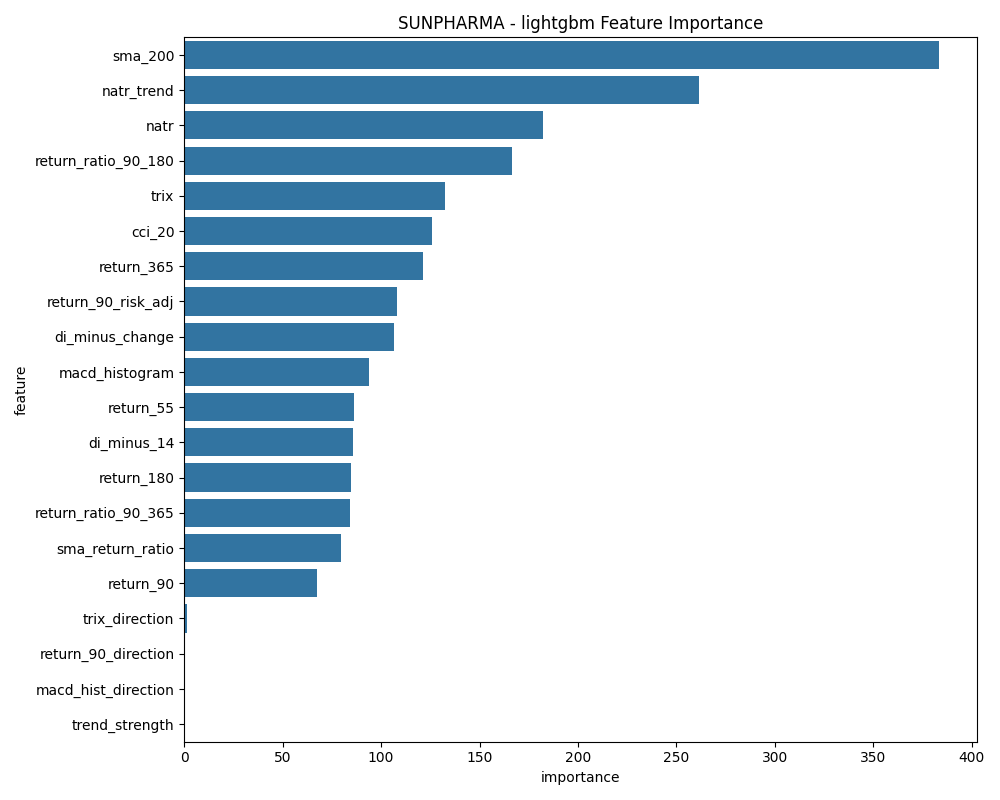 SUNPHARMA - lightgbm Feature Importance
sma_200
natr_trend
natr
return_ratio_90_180
trix
cci_20
return_365
return_90_risk_adj
di_minus_change
macd_histogram
return_55
di_minus_14
return_180
return_ratio_90_365
sma_return_ratio
return_90
trix_direction
return_90_direction
macd_hist_direction
trend_strength
feature
0 50 100 150 200 250 300 350 400
importance